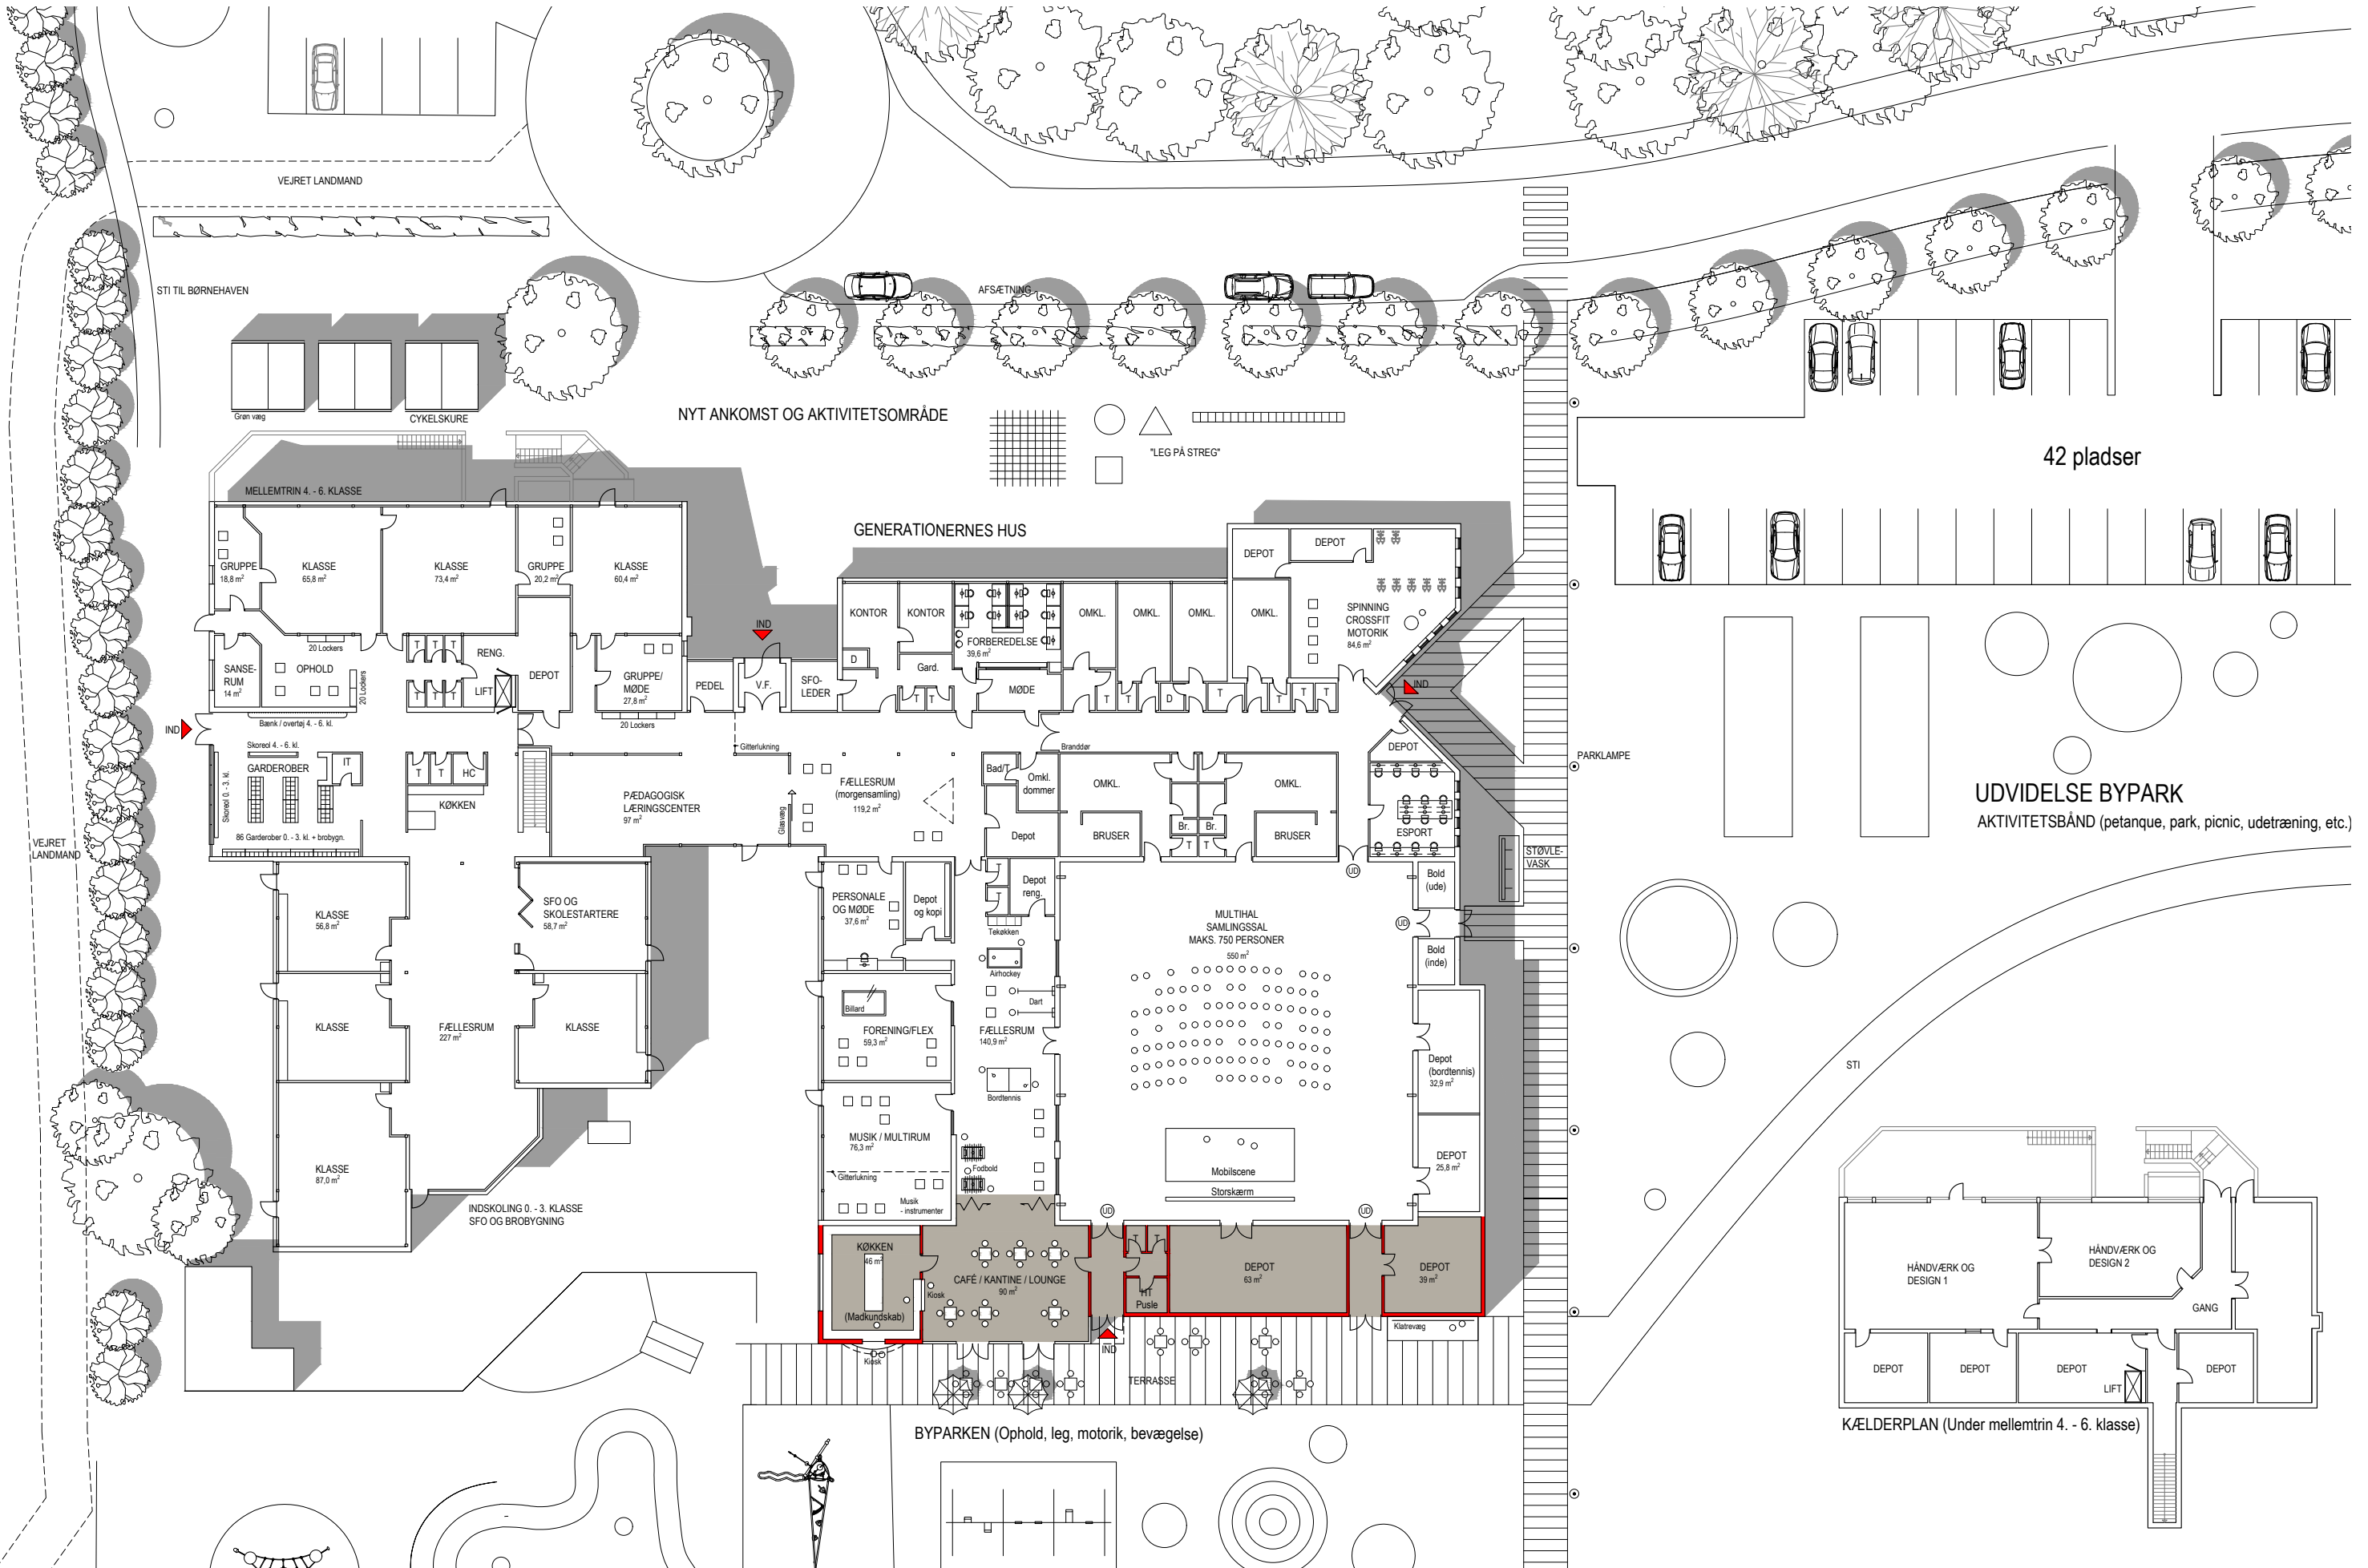 VEJRET LANDMAND
STI TIL BØRNEHAVEN
AFSÆTNING
Grøn væg
CYKELSKURE
NYT ANKOMST OG AKTIVITETSOMRÅDE
"LEG PÅ STREG"
42 pladser
MELLEMTRIN 4. - 6. KLASSE
GENERATIONERNES HUS
GRUPPE
18,8 m²
KLASSE
65,8 m²
KLASSE
73,4 m²
GRUPPE
20,2 m²
KLASSE
60,4 m²
DEPOT
DEPOT
KONTOR
KONTOR
FORBEREDELSE
39,6 m²
OMKL.
OMKL.
OMKL.
OMKL.
SPINNING
CROSSFIT
MOTORIK
84,6 m²
IND
20 Lockers
T
T
T
RENG.
SANSE-
RUM
14 m²
OPHOLD
20 Lockers
T
T
T
LIFT
DEPOT
GRUPPE/
MØDE
27,8 m²
20 Lockers
PEDEL
V.F.
SFO-
LEDER
D
Gard.
T
T
MØDE
T
T
D
T
T
T
T
IND
IND
Bænk / overtøj 4. - 6. kl.
Skoreol 4. - 6. kl.
GARDEROBER
IT
Skoreol 0. - 3. kl.
86 Garderober 0. - 3. kl. + brobygn.
T
T
HC
KØKKEN
PÆDAGOGISK
LÆRINGSCENTER
97 m²
Gitterlukning
Glasvæg
FÆLLESRUM
(morgensamling)
119,2 m²
Bad/T
Omkl.
dommer
Depot
Branddør
OMKL.
BRUSER
Br.
Br.
T
T
OMKL.
BRUSER
DEPOT
ESPORT
PARKLAMPE
UDVIDELSE BYPARK
AKTIVITETSBÅND (petanque, park, picnic, udetræning, etc.)
VEJRET
LANDMAND
STØVLE-
VASK
KLASSE
56,8 m²
SFO OG
SKOLESTARTERE
58,7 m²
PERSONALE
OG MØDE
37,6 m²
Depot
og kopi
T
T
Depot
reng.
Tekøkken
Airhockey
Dart
UD
UD
Bold
(ude)
Bold
(inde)
MULTIHAL
SAMLINGSSAL
MAKS. 750 PERSONER
550 m²
KLASSE
FÆLLESRUM
227 m²
KLASSE
Billard
FORENING/FLEX
59,3 m²
FÆLLESRUM
140,9 m²
Bordtennis
Depot
(bordtennis)
32,9 m²
STI
KLASSE
87,0 m²
MUSIK / MULTIRUM
76,3 m²
Gitterlukning
Musik
- instrumenter
Fodbold
Mobilscene
Storskærm
DEPOT
25,8 m²
INDSKOLING 0. - 3. KLASSE
SFO OG BROBYGNING
UD
UD
KØKKEN
46 m²
(Madkundskab)
Kiosk
CAFÉ / KANTINE / LOUNGE
90 m²
T
T
HT
Pusle
DEPOT
63 m²
DEPOT
39 m²
Klatrevæg
Kiosk
IND
TERRASSE
BYPARKEN (Ophold, leg, motorik, bevægelse)
HÅNDVÆRK OG
DESIGN 1
HÅNDVÆRK OG
DESIGN 2
GANG
DEPOT
DEPOT
DEPOT
LIFT
DEPOT
KÆLDERPLAN (Under mellemtrin 4. - 6. klasse)